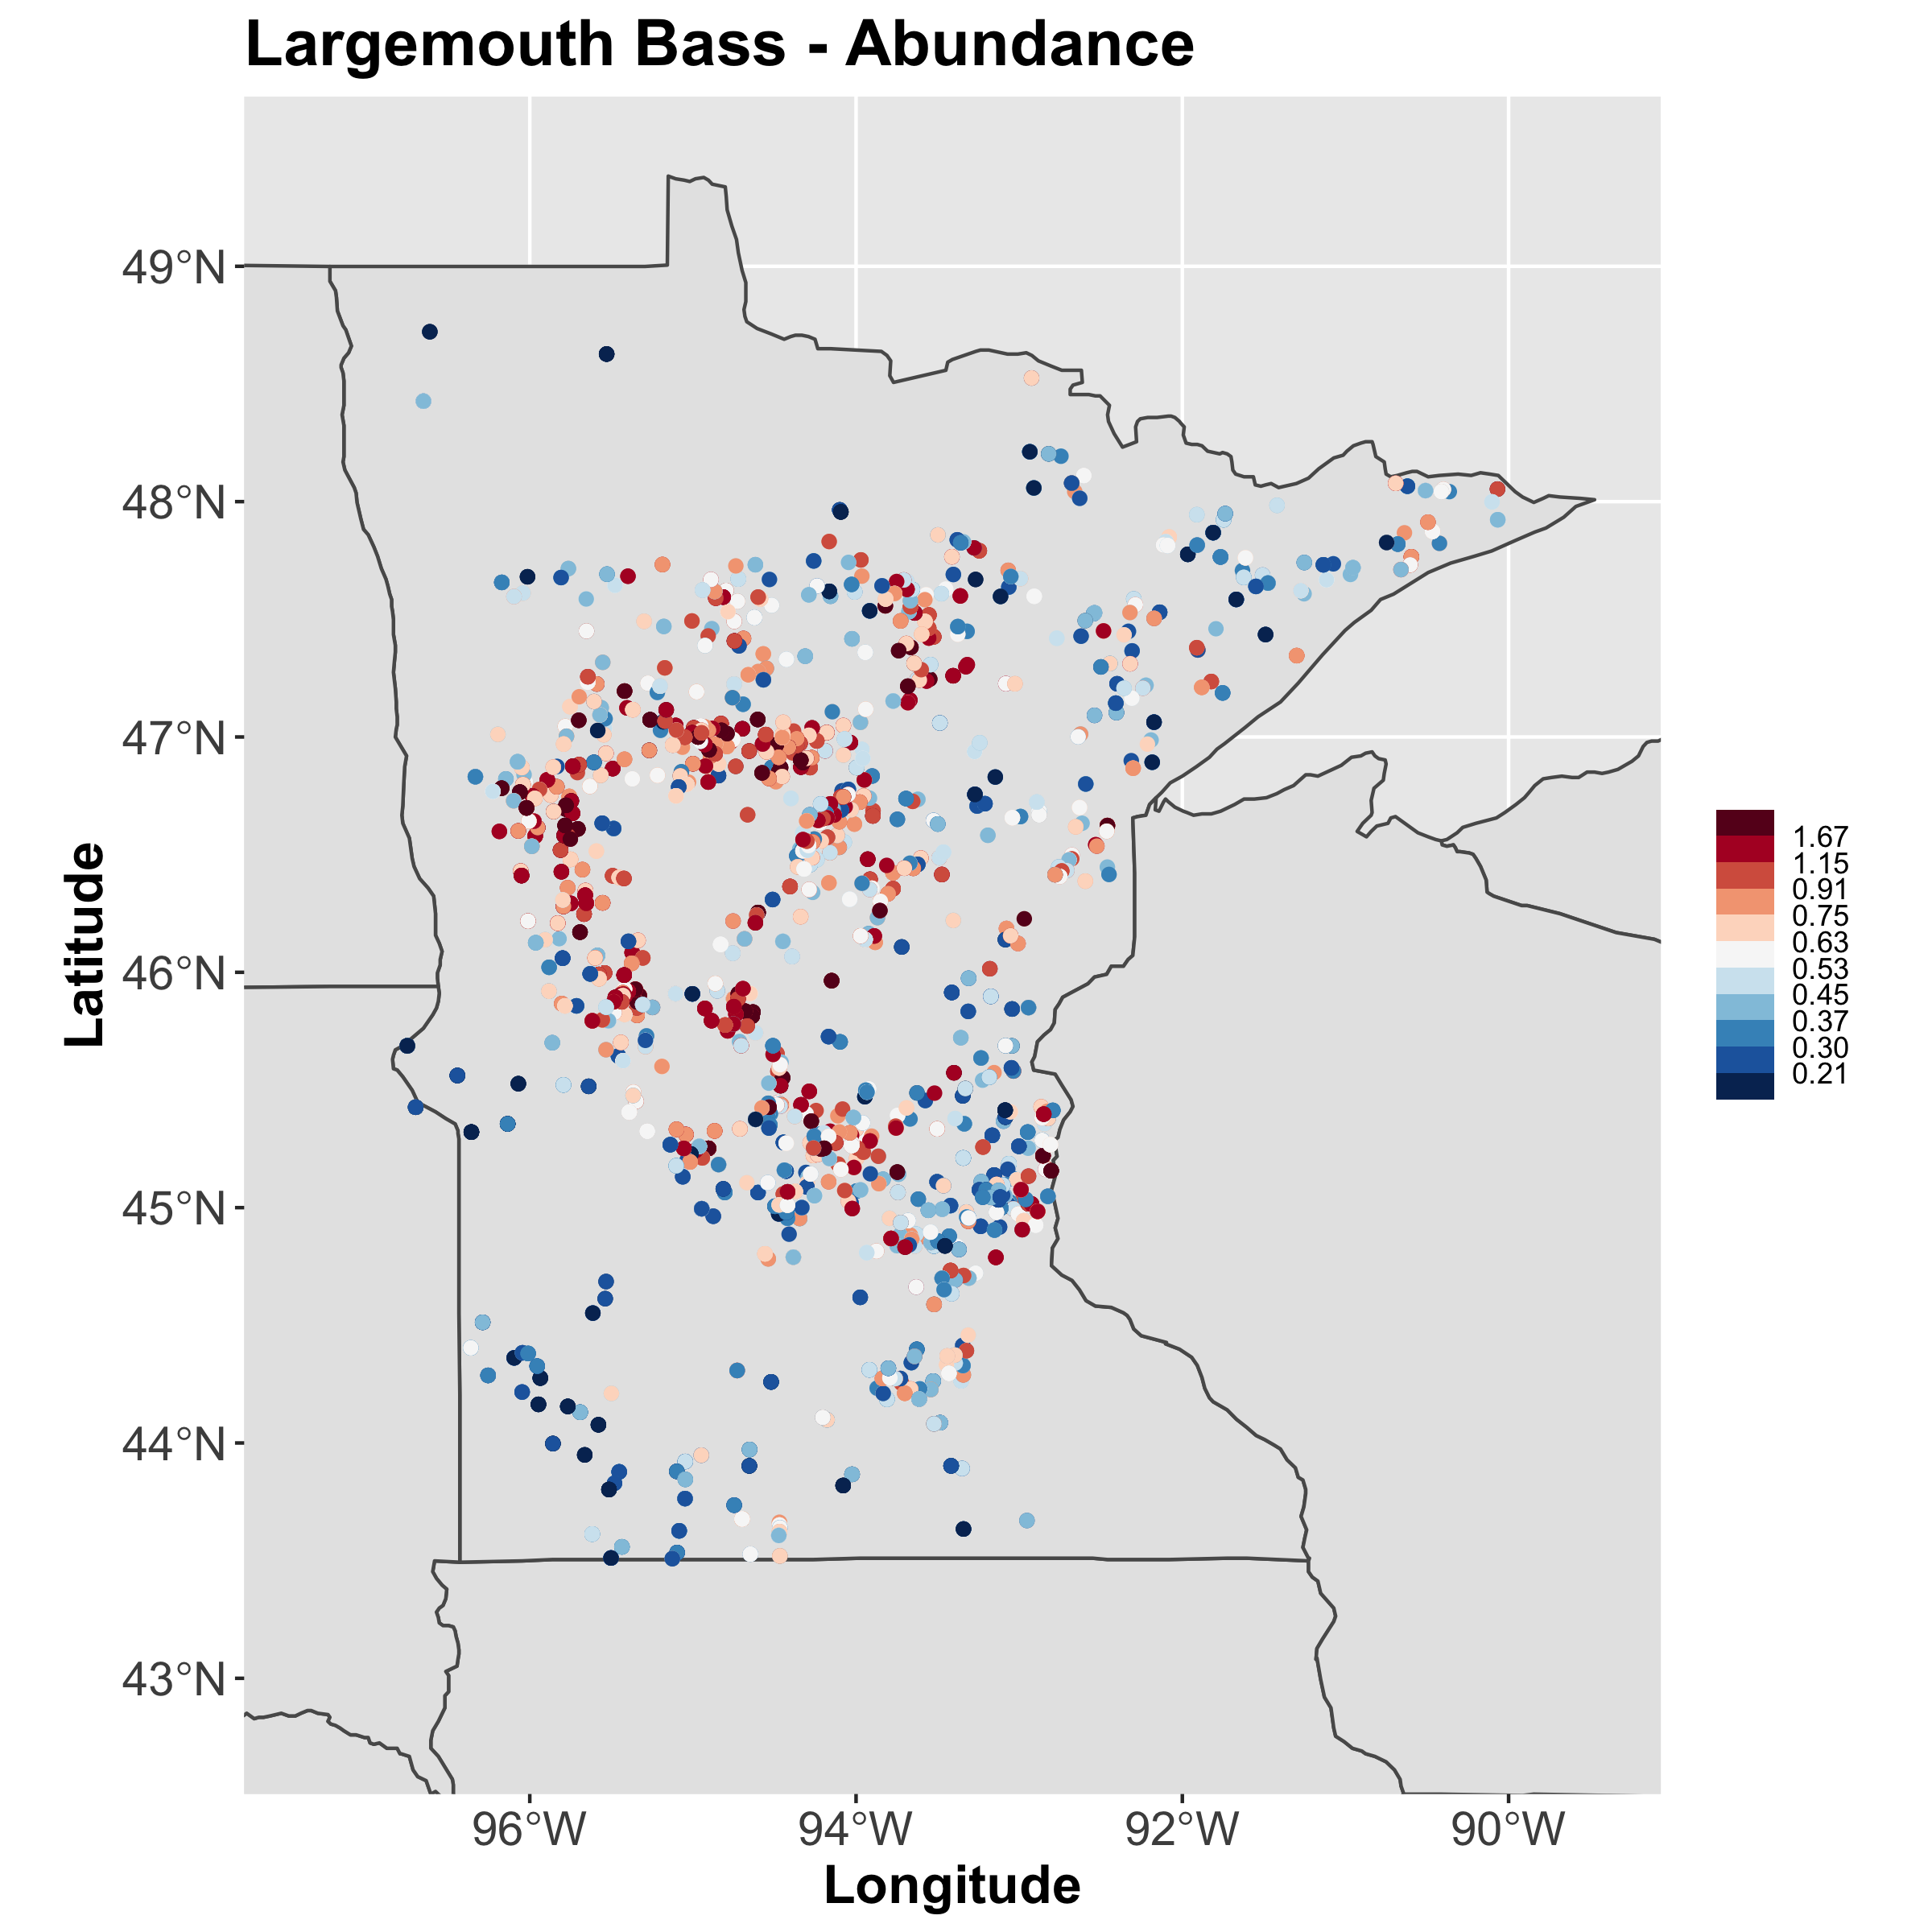 Largemouth Bass - Abundance
49°N
48°N
47°N
46°N
45°N
44°N
43°N
Latitude
96°W
94°W
92°W
90°W
Longitude
1.67
1.15
0.91
0.75
0.63
0.53
0.45
0.37
0.30
0.21